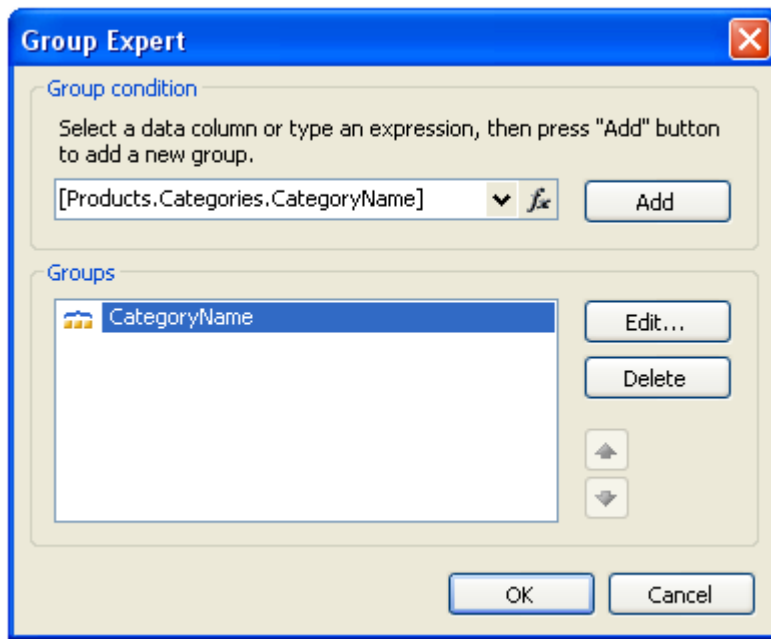 Group Expert
Group condition
Select a data column or type an expression, then press "Add" button
to add a new group.
[Products.Categories.CategoryName]
fx
Add
Groups
CategoryName
Edit...
Delete
OK
Cancel